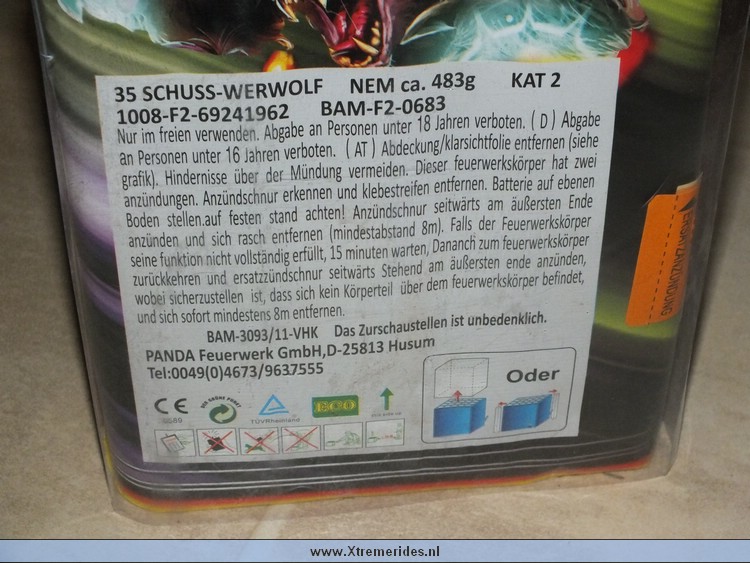 35 SCHUSS-WERWOLF NEM ca. 483g KAT 2
1008-F2-69241962 BAM-F2-0683
Nur im freien verwenden. Abgabe an Personen unter 18 Jahren verboten. ( D ) Abgabe
an Personen unter 16 Jahren verboten. ( AT ) Abdeckung/klarsichtfolie entfernen (siehe
grafik). Hindernisse über der Mündung vermeiden. Dieser feuerwerkskörper hat zwei
anzündungen. Anzündschnur erkennen und klebestreifen entfernen. Batterie auf ebenen
Boden stellen.auf festen stand achten! Anzündschnur seitwärts am äußersten Ende
anzünden und sich rasch entfernen (mindestabstand 8m). Falls der Feuerwerkskörper
seine funktion nicht vollständig erfüllt, 15 minuten warten, Dananch zum feuerwerkskörper
zurückkehren und ersatzzündschnur seitwärts Stehend am äußersten ende anzünden,
wobei sicherzustellen ist, dass sich kein Körperteil über dem feuerwerkskörper befindet,
und sich sofort mindestens 8m entfernen.
BAM-3093/11-VHK Das Zurschaustellen ist unbedenklich.
PANDA Feuerwerk GmbH,D-25813 Husum
Tel:0049(0)4673/9637555
CE
DER GRÜNE PUNKT
TÜVRheinland
Oder
ERSATZANZÜNDUNG
www.Xtremerides.nl